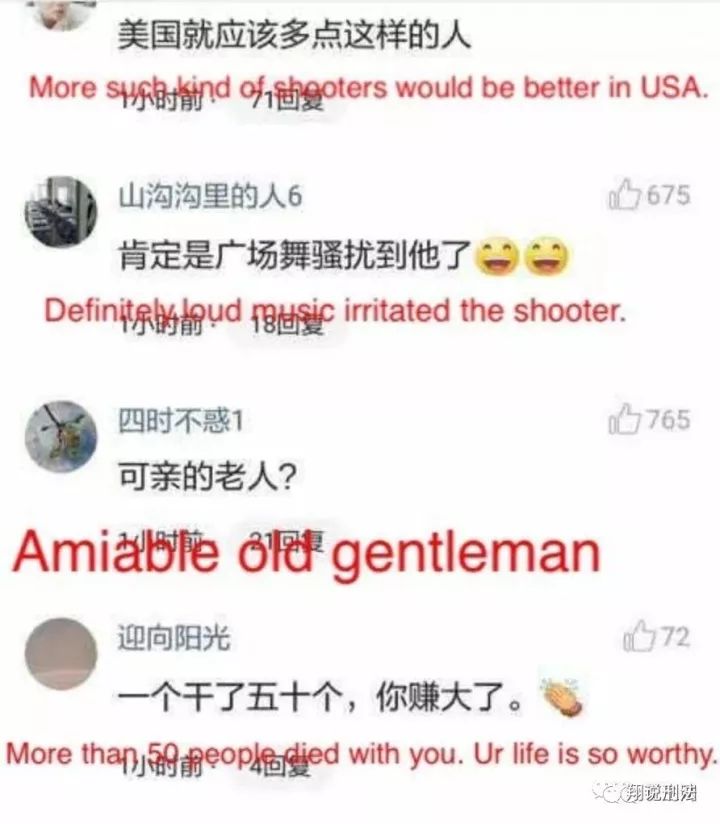 美国就应该多点这样的人
More such kind of shooters would be better in USA.
1小时前 · 71回复
山沟沟里的人6 675
肯定是广场舞骚扰到他了😄😄
Definitely loud music irritated the shooter.
1小时前 · 18回复
四时不惑1 765
可亲的老人?
Amiable old gentleman
1小时前 · 21回复
迎向阳光 72
一个干了五十个，你赚大了。👏
More than 50 people died with you. Ur life is so worthy.
1小时前 · 4回复
翔说刑法